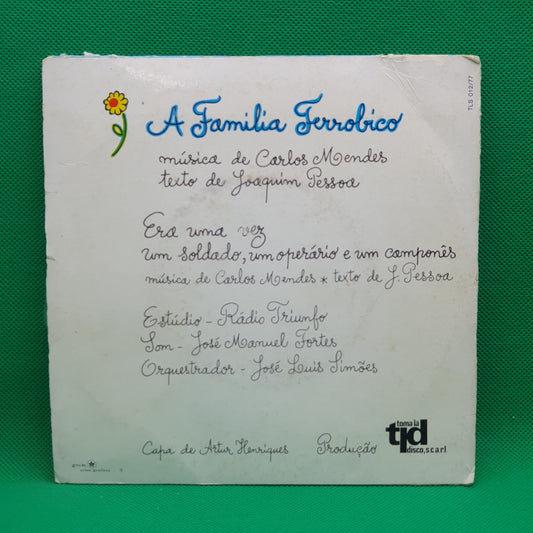 TLS 012/77
A Família Ferrobico
música de Carlos Mendes
texto de Joaquim Pessoa
Era uma vez
um soldado, um operário e um camponês
música de Carlos Mendes * texto de J. Pessoa
Estúdio - Rádio Triunfo
Som - José Manuel Fortes
Orquestrador - José Luis Simões
Capa de Artur Henriques Produção
toma lá
tjd
disco, s.c.a.r.l.